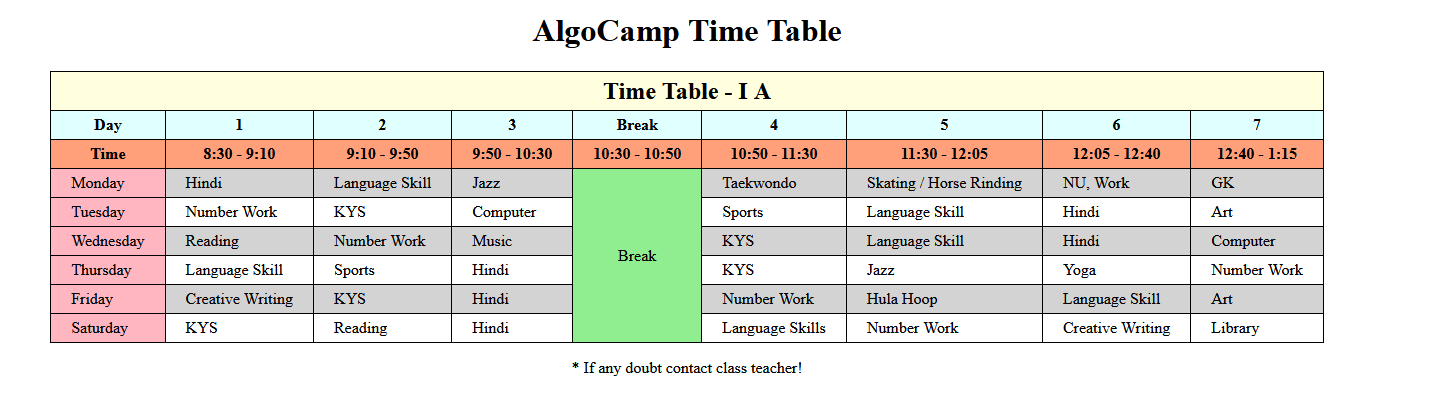 AlgoCamp Time Table
Time Table - I A
Day 1 2 3 Break 4 5 6 7
Time 8:30 - 9:10 9:10 - 9:50 9:50 - 10:30 10:30 - 10:50 10:50 - 11:30 11:30 - 12:05 12:05 - 12:40 12:40 - 1:15
Monday Hindi Language Skill Jazz Taekwondo Skating / Horse Rinding NU, Work GK
Tuesday Number Work KYS Computer Sports Language Skill Hindi Art
Wednesday Reading Number Work Music KYS Language Skill Hindi Computer
Break
Thursday Language Skill Sports Hindi KYS Jazz Yoga Number Work
Friday Creative Writing KYS Hindi Number Work Hula Hoop Language Skill Art
Saturday KYS Reading Hindi Language Skills Number Work Creative Writing Library
* If any doubt contact class teacher!